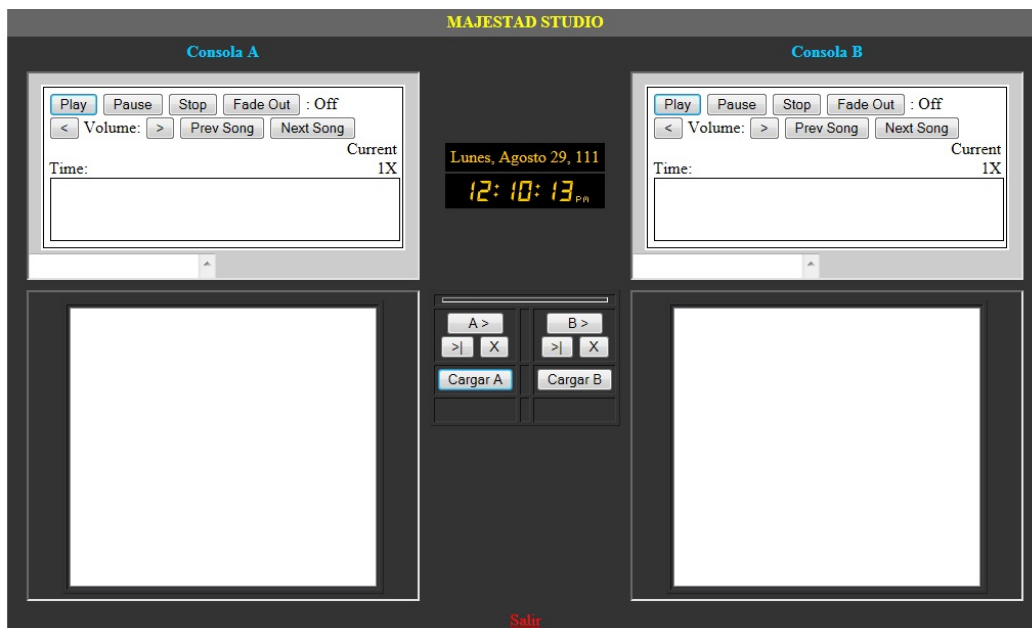 MAJESTAD STUDIO
Consola A
Play Pause Stop Fade Out : Off
< Volume: > Prev Song Next Song
Current
Time: 1X
Lunes, Agosto 29, 111
12:10:13 PM
Consola B
Play Pause Stop Fade Out : Off
< Volume: > Prev Song Next Song
Current
Time: 1X
A > B >
>| X >| X
Cargar A Cargar B
Salir